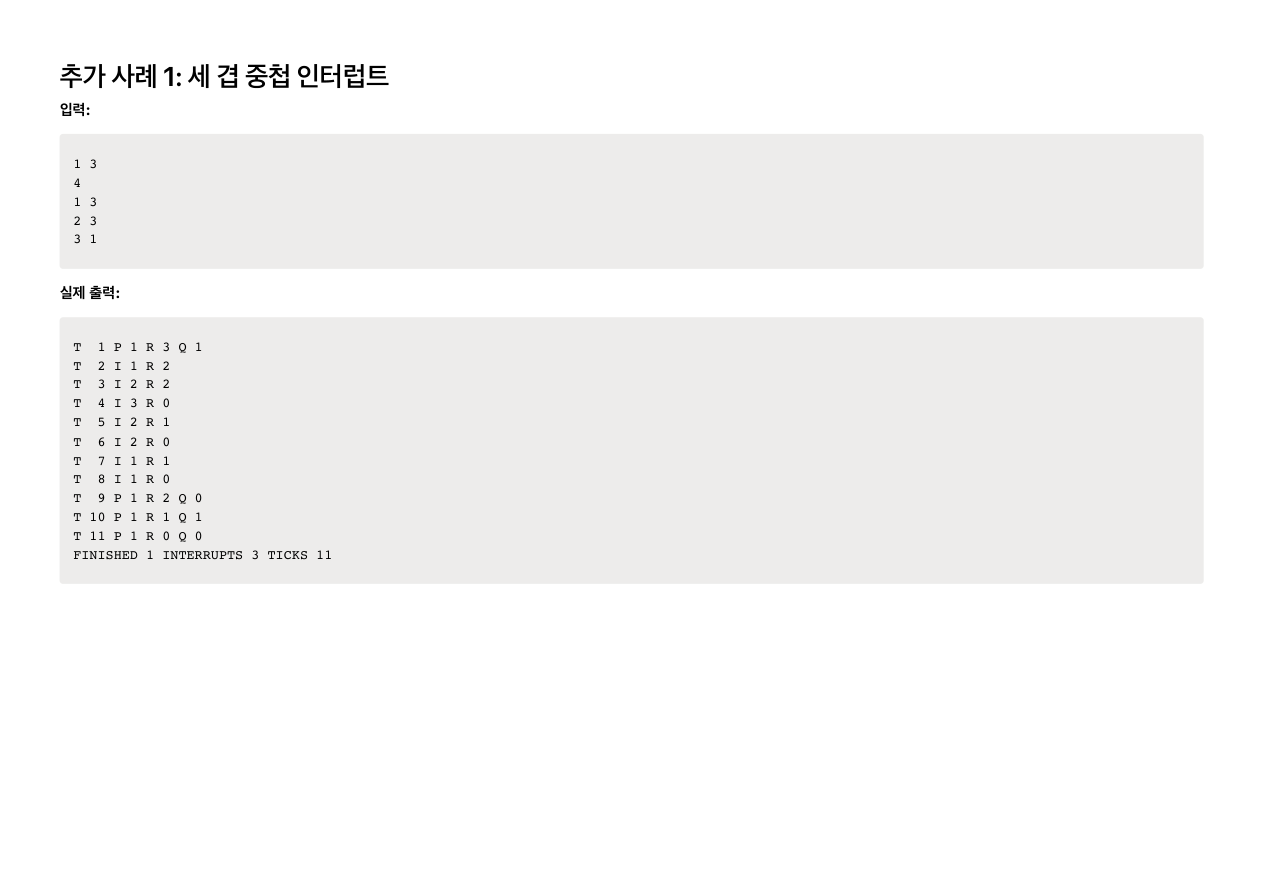 추가 사례 1: 세 겹 중첩 인터럽트
입력:
1 3
4
1 3
2 3
3 1
실제 출력:
T  1 P 1 R 3 Q 1
T  2 I 1 R 2
T  3 I 2 R 2
T  4 I 3 R 0
T  5 I 2 R 1
T  6 I 2 R 0
T  7 I 1 R 1
T  8 I 1 R 0
T  9 P 1 R 2 Q 0
T 10 P 1 R 1 Q 1
T 11 P 1 R 0 Q 0
FINISHED 1 INTERRUPTS 3 TICKS 11